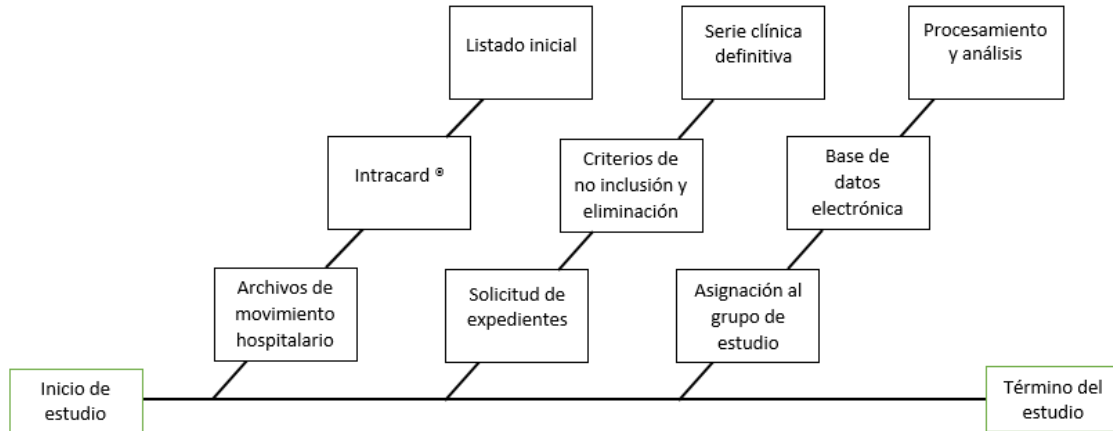 Listado inicial
Serie clínica
definitiva
Procesamiento
y análisis
Intracard ®
Criterios de
no inclusión y
eliminación
Base de
datos
electrónica
Archivos de
movimiento
hospitalario
Solicitud de
expedientes
Asignación al
grupo de
estudio
Inicio de
estudio
Término del
estudio